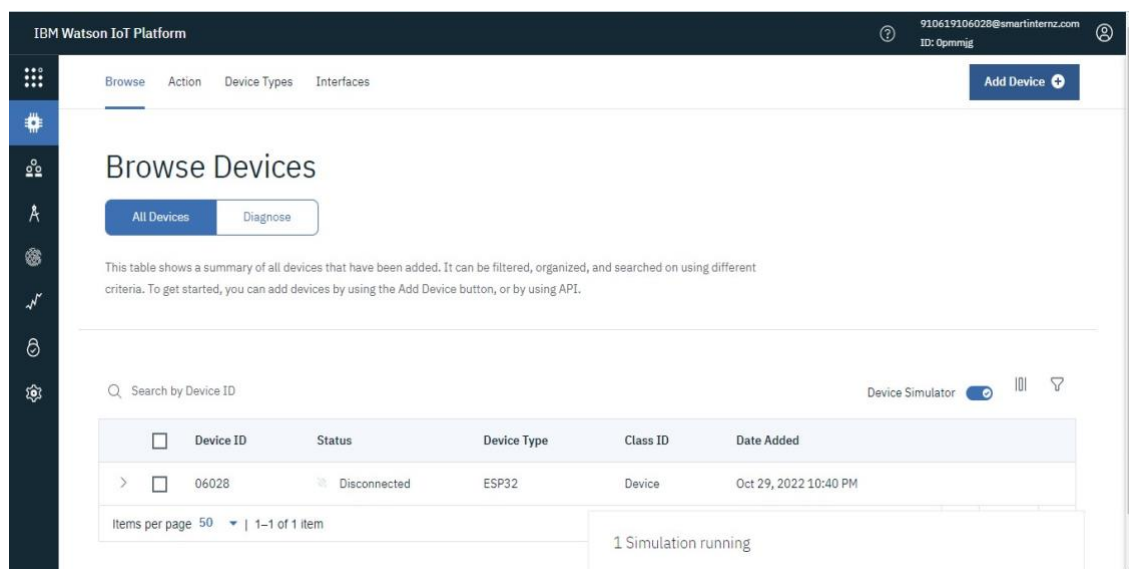 IBM Watson IoT Platform
910619106028@smartinternz.com
ID: 0pmmjg
Browse Action Device Types Interfaces
Add Device
Browse Devices
All Devices Diagnose
This table shows a summary of all devices that have been added. It can be filtered, organized, and searched on using different
criteria. To get started, you can add devices by using the Add Device button, or by using API.
Search by Device ID
Device Simulator
Device ID Status Device Type Class ID Date Added
06028 Disconnected ESP32 Device Oct 29, 2022 10:40 PM
Items per page 50 | 1–1 of 1 item
1 Simulation running